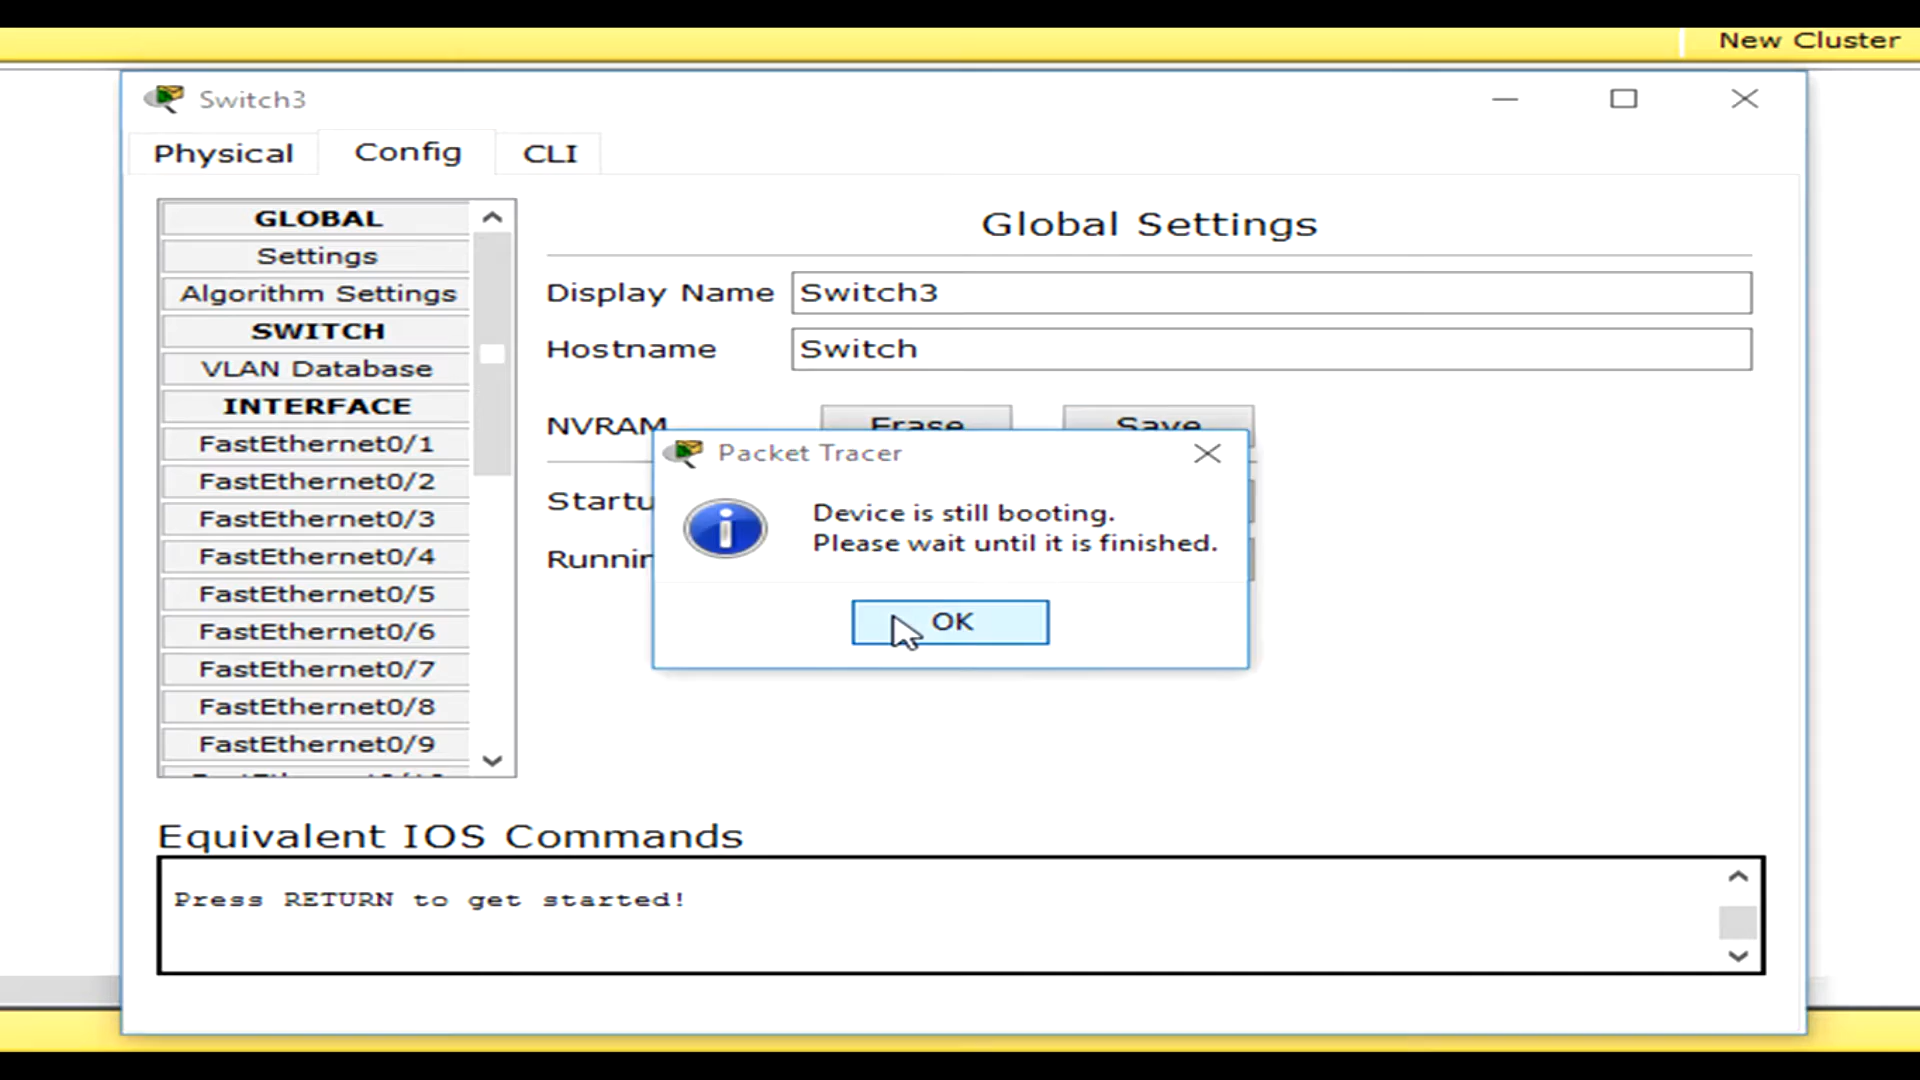 New Cluster
Switch3
Physical
Config
CLI
GLOBAL
Settings
Algorithm Settings
SWITCH
VLAN Database
INTERFACE
FastEthernet0/1
FastEthernet0/2
FastEthernet0/3
FastEthernet0/4
FastEthernet0/5
FastEthernet0/6
FastEthernet0/7
FastEthernet0/8
FastEthernet0/9
Global Settings
Display Name Switch3
Hostname Switch
NVRAM Erase Save
Packet Tracer
Device is still booting.
Please wait until it is finished.
OK
Equivalent IOS Commands
Press RETURN to get started!